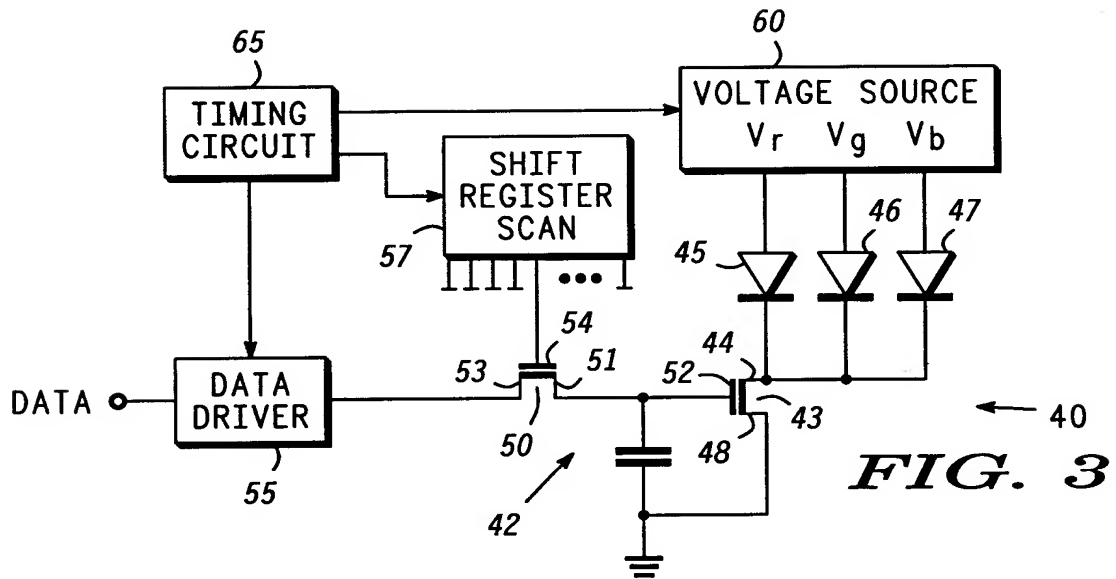 65
60
TIMING
CIRCUIT
VOLTAGE SOURCE
Vr Vg Vb
SHIFT
REGISTER
SCAN
57
45
46
47
54
53
51
50
52
44
43
48
DATA
DATA
DRIVER
55
42
40
FIG. 3